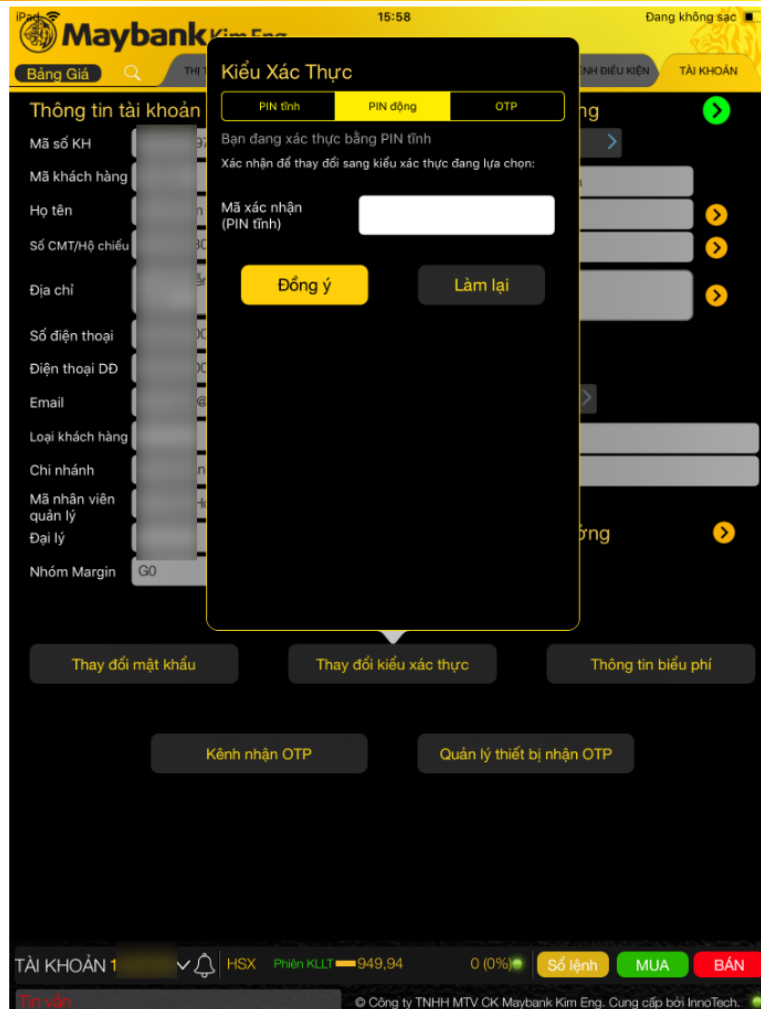 iPad 15:58 Đang không sạc
Maybank Kim Eng
Bảng Giá NH ĐIỀU KIỆN TÀI KHOẢN
Thông tin tài khoản
Mã số KH
Mã khách hàng
Họ tên
Số CMT/Hộ chiếu
Địa chỉ
Số điện thoại
Điện thoại DĐ
Email
Loại khách hàng
Chi nhánh
Mã nhân viên
quản lý
Đại lý
Nhóm Margin G0
Kiểu Xác Thực
PIN tĩnh PIN động OTP
Bạn đang xác thực bằng PIN tĩnh
Xác nhận để thay đổi sang kiểu xác thực đang lựa chọn:
Mã xác nhận
(PIN tĩnh)
Đồng ý Làm lại
Thay đổi mật khẩu Thay đổi kiểu xác thực Thông tin biểu phí
Kênh nhận OTP Quản lý thiết bị nhận OTP
TÀI KHOẢN 1 HSX Phiên KLLT 949,94 0 (0%) Sổ lệnh MUA BÁN
Tin vắn © Công ty TNHH MTV CK Maybank Kim Eng. Cung cấp bởi InnoTech.